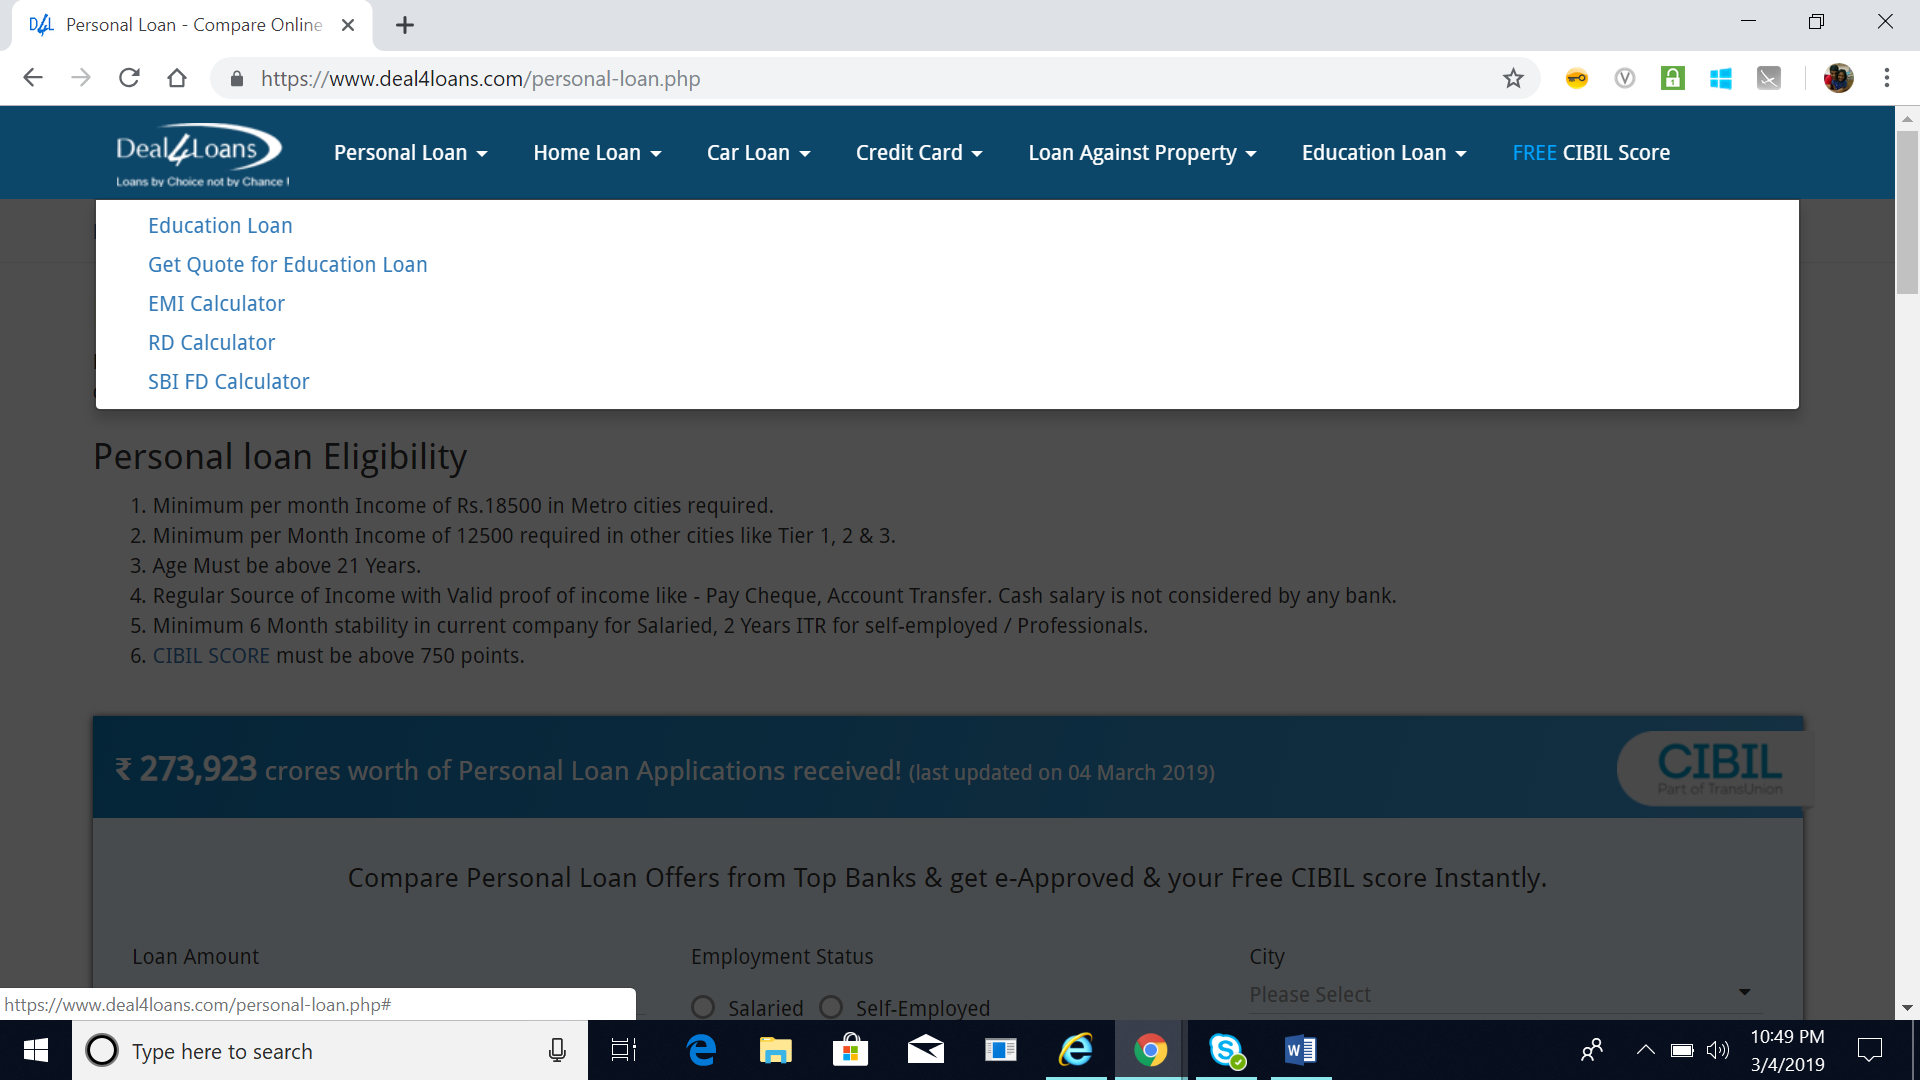 D4L Personal Loan - Compare Online
https://www.deal4loans.com/personal-loan.php
Deal4Loans
Loans by Choice not by Chance !
Personal Loan Home Loan Car Loan Credit Card Loan Against Property Education Loan FREE CIBIL Score
Education Loan
Get Quote for Education Loan
EMI Calculator
RD Calculator
SBI FD Calculator
Personal loan Eligibility
1. Minimum per month Income of Rs.18500 in Metro cities required.
2. Minimum per Month Income of 12500 required in other cities like Tier 1, 2 & 3.
3. Age Must be above 21 Years.
4. Regular Source of Income with Valid proof of income like - Pay Cheque, Account Transfer. Cash salary is not considered by any bank.
5. Minimum 6 Month stability in current company for Salaried, 2 Years ITR for self-employed / Professionals.
6. CIBIL SCORE must be above 750 points.
₹ 273,923 crores worth of Personal Loan Applications received! (last updated on 04 March 2019)
CIBIL
Part of TransUnion
Compare Personal Loan Offers from Top Banks & get e-Approved & your Free CIBIL score Instantly.
Loan Amount Employment Status City
Salaried Self-Employed Please Select
https://www.deal4loans.com/personal-loan.php#
Type here to search
10:49 PM
3/4/2019